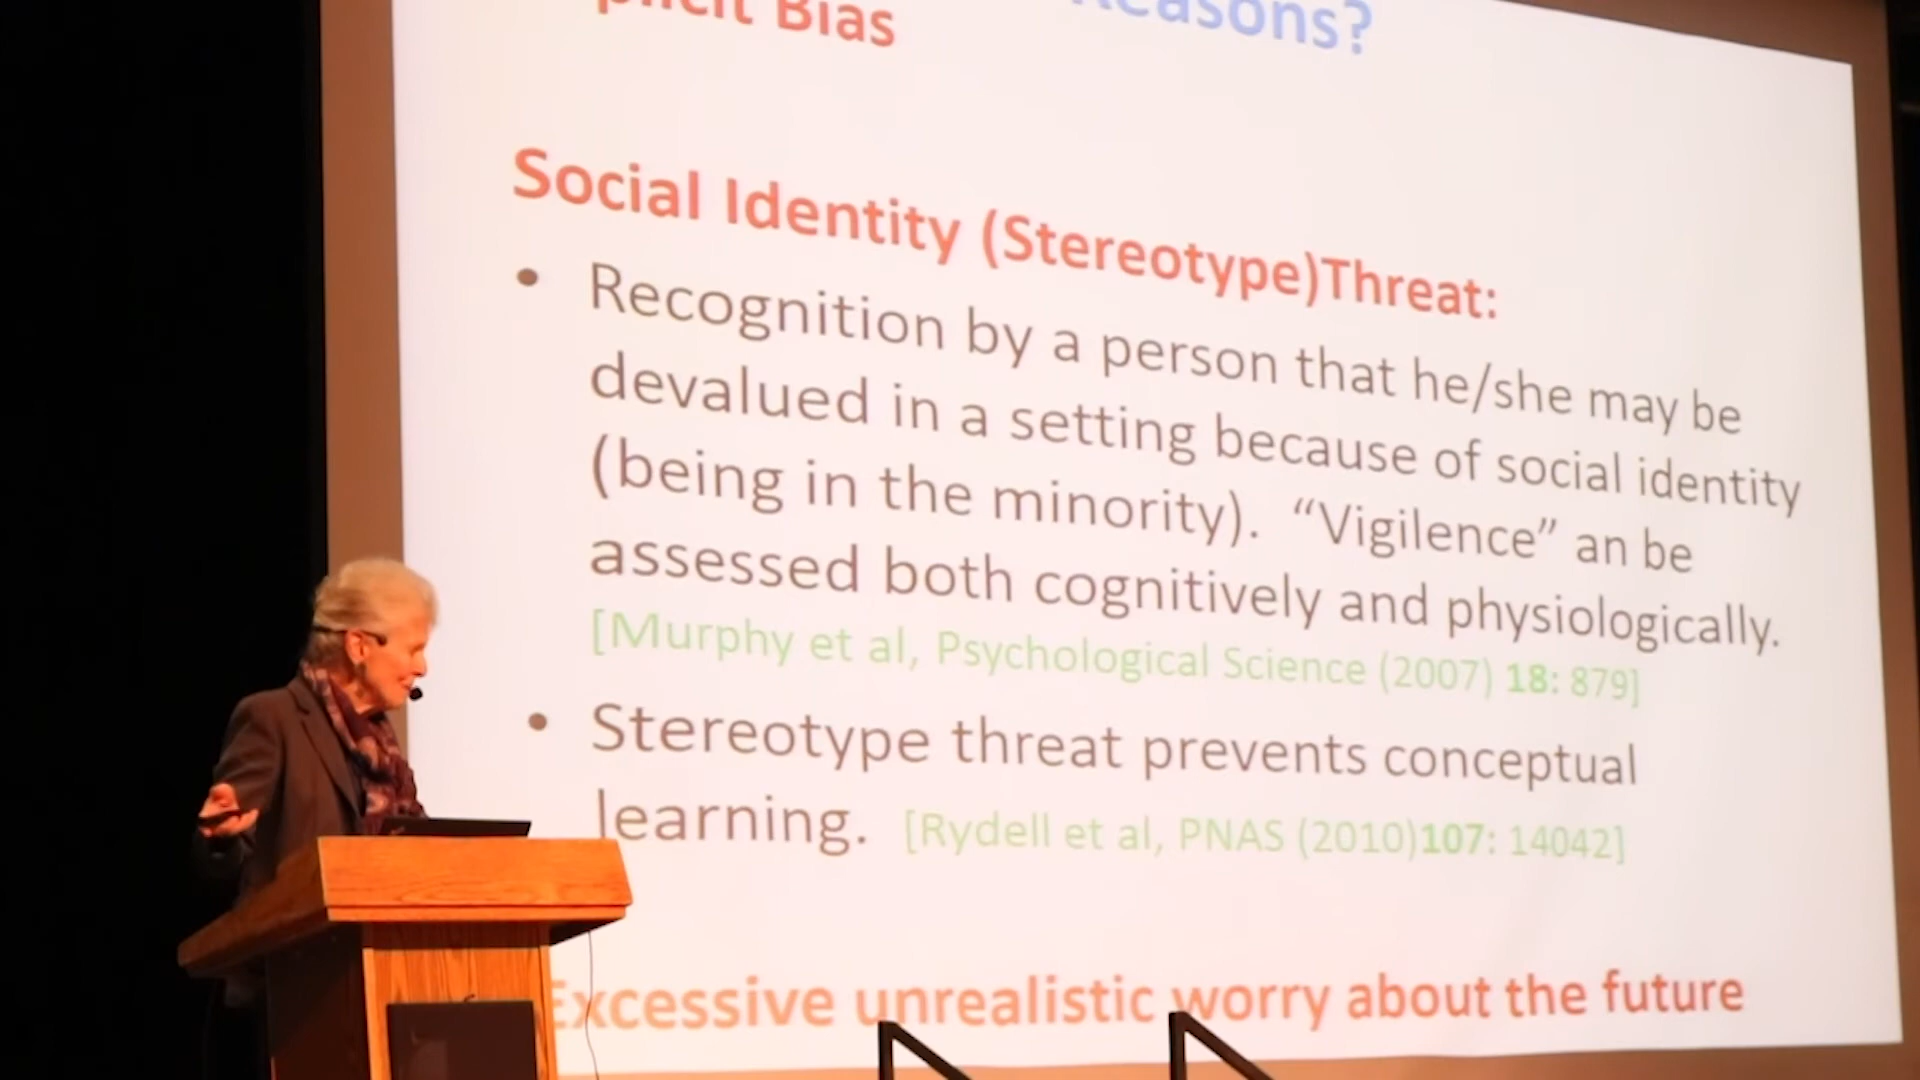 Bias
Reasons?
Social Identity (Stereotype)Threat:
• Recognition by a person that he/she may be
devalued in a setting because of social identity
(being in the minority). “Vigilence” an be
assessed both cognitively and physiologically.
[Murphy et al, Psychological Science (2007) 18: 879]
• Stereotype threat prevents conceptual
learning. [Rydell et al, PNAS (2010)107: 14042]
Excessive unrealistic worry about the future